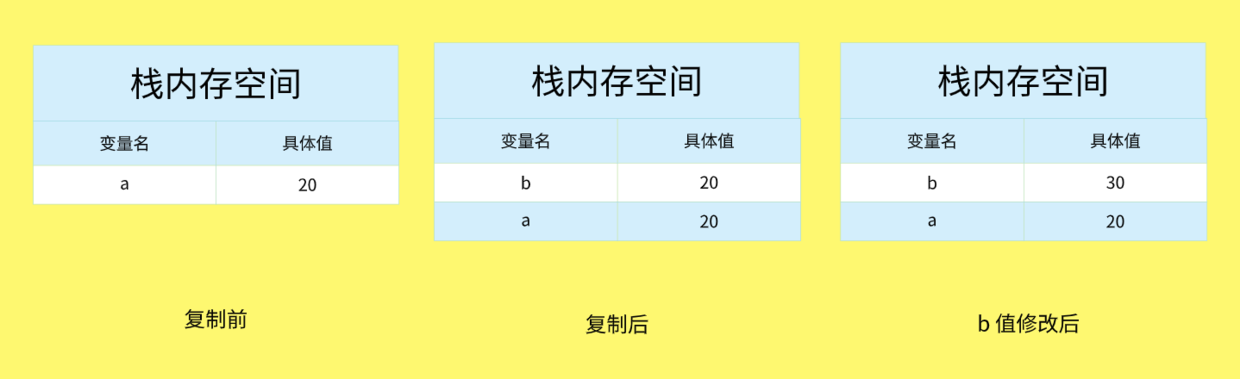 栈内存空间
变量名 具体值
a 20
复制前
栈内存空间
变量名 具体值
b 20
a 20
复制后
栈内存空间
变量名 具体值
b 30
a 20
b 值修改后